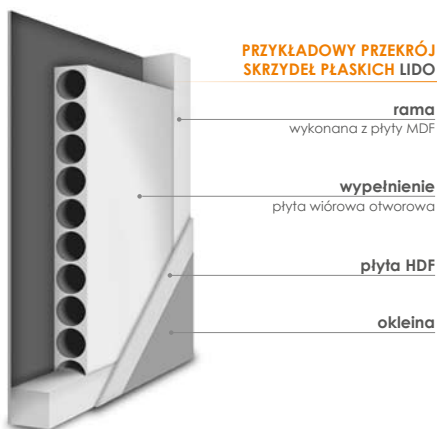 PRZYKŁADOWY PRZEKRÓJ
SKRZYDEŁ PŁASKICH LIDO
rama
wykonana z płyty MDF
wypełnienie
płyta wiórowa otworowa
płyta HDF
okleina